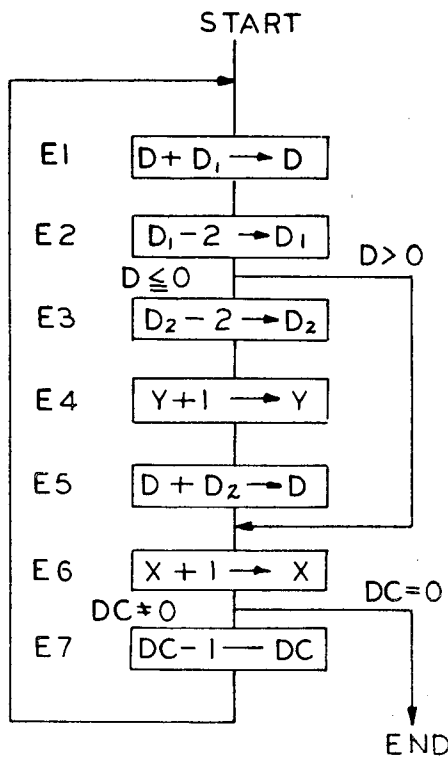 START
E1 D + D₁ → D
E2 D₁ - 2 → D₁
D ≦ 0 D > 0
E3 D₂ - 2 → D₂
E4 Y + 1 → Y
E5 D + D₂ → D
E6 X + 1 → X
DC ≠ 0 DC = 0
E7 DC - 1 — DC
END